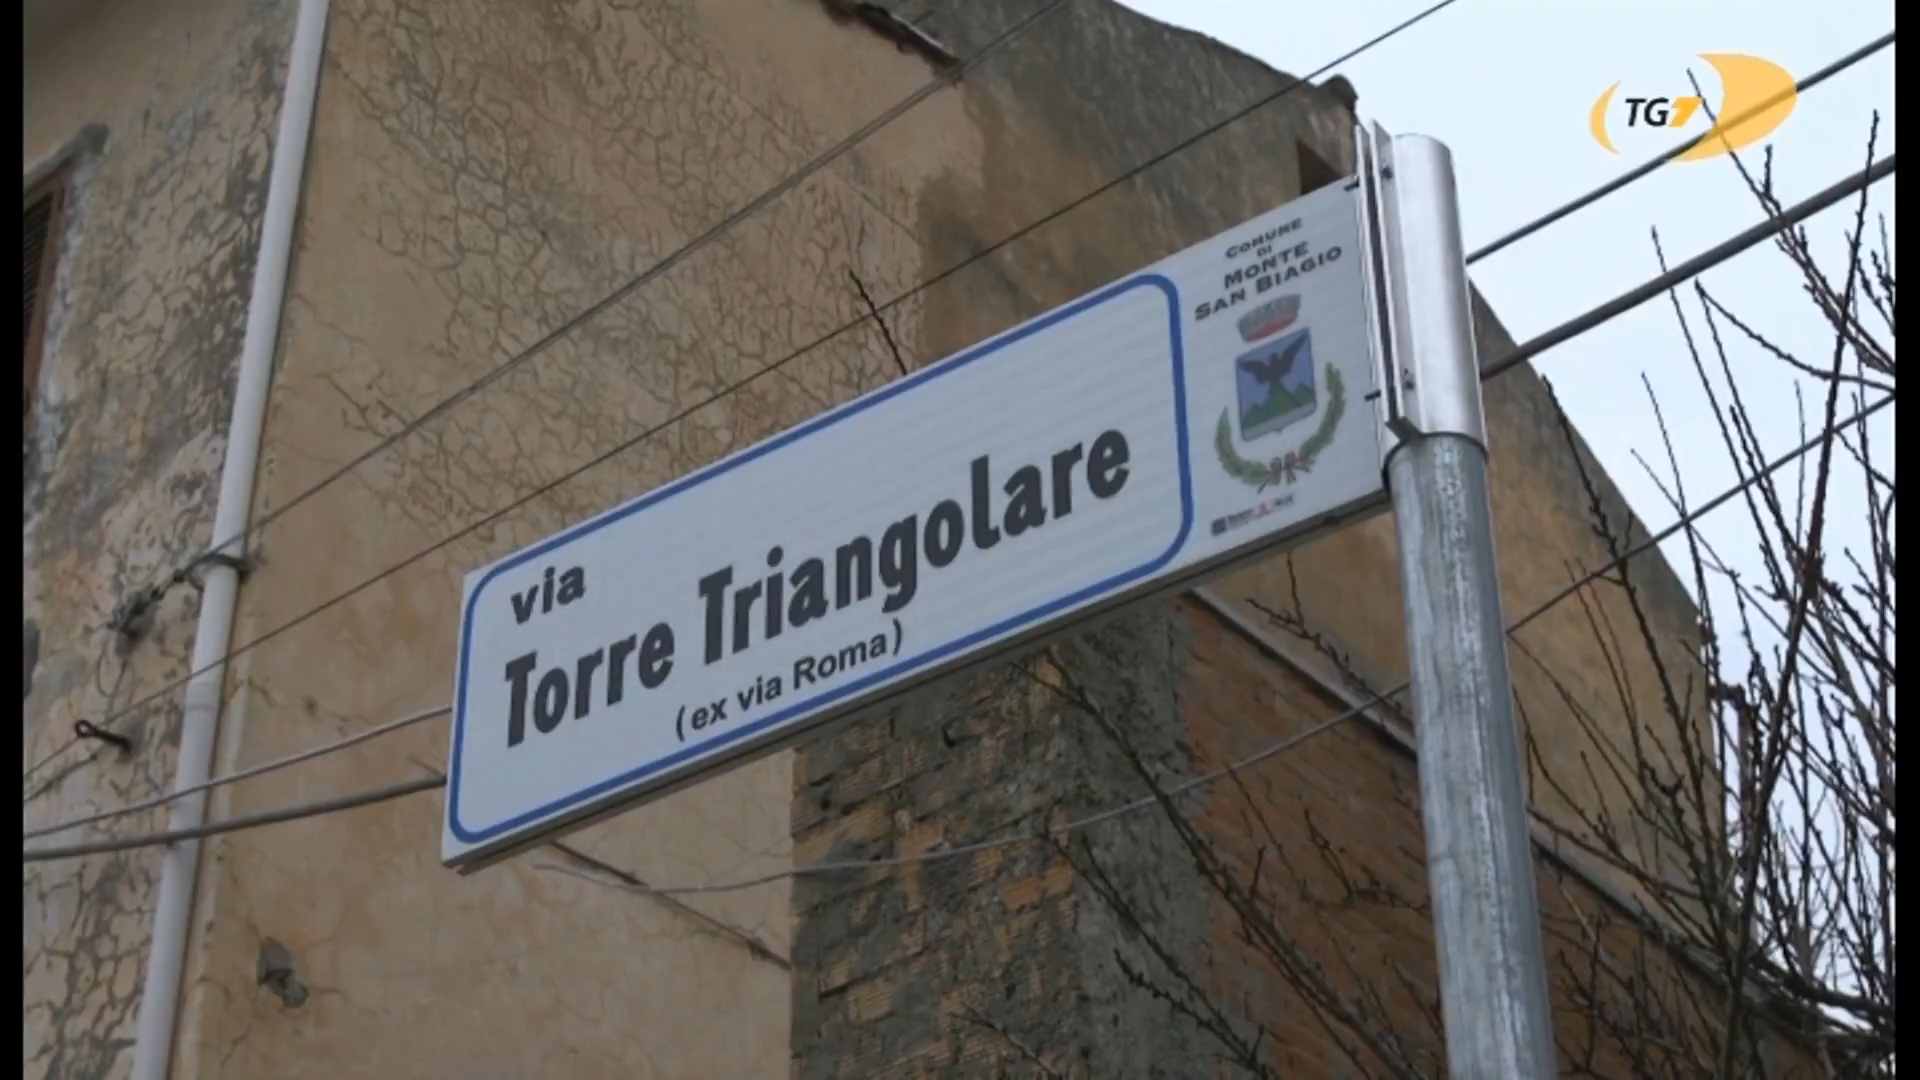 TG7
COMUNE
DI
MONTE
SAN BIAGIO
via
Torre Triangolare
(ex via Roma)